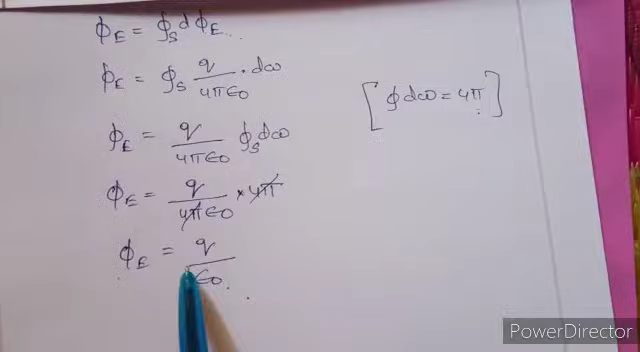 ϕE = ∮s dϕE..
ϕE = ∮s q/4πϵ0 . dω
[∮dω = 4π]
ϕE = q/4πϵ0 ∮s dω
ϕE = q/4πϵ0 × 4π
ϕE = q/ϵ0.
PowerDirector